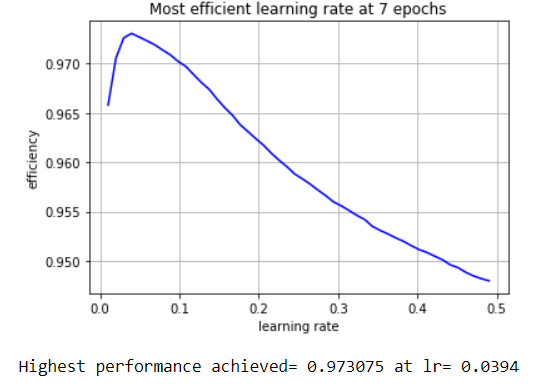 Most efficient learning rate at 7 epochs
efficiency
0.970
0.965
0.960
0.955
0.950
0.0 0.1 0.2 0.3 0.4 0.5
learning rate
Highest performance achieved= 0.973075 at lr= 0.0394